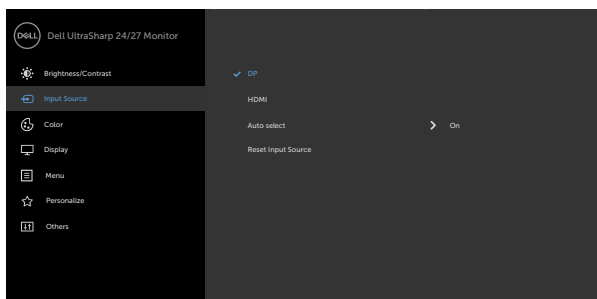 DELL
Dell UltraSharp 24/27 Monitor
Brightness/Contrast
DP
Input Source
HDMI
Color
Auto select
On
Display
Reset Input Source
Menu
Personalize
Others